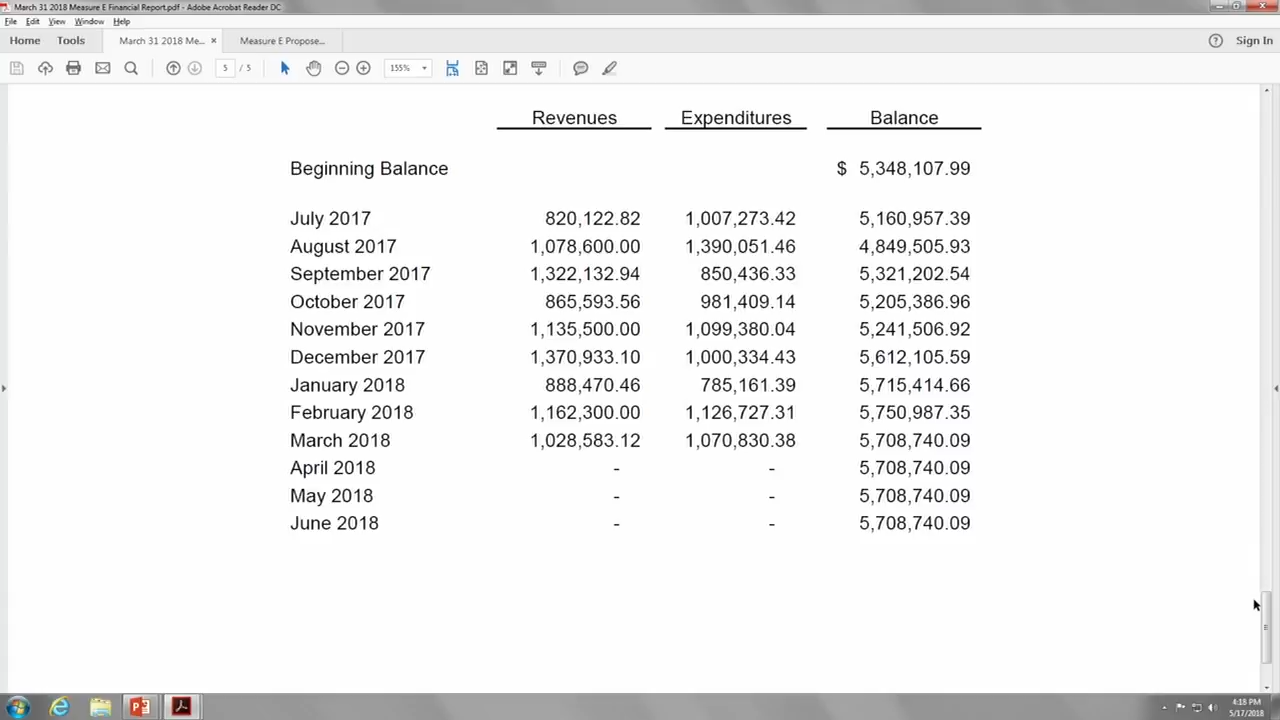 March 31 2018 Measure E Financial Report.pdf - Adobe Acrobat Reader DC
File Edit View Window Help
Home Tools March 31 2018 Me... × Measure E Propose... ? Sign In
5 / 5 155%
Revenues Expenditures Balance
Beginning Balance $ 5,348,107.99
July 2017 820,122.82 1,007,273.42 5,160,957.39
August 2017 1,078,600.00 1,390,051.46 4,849,505.93
September 2017 1,322,132.94 850,436.33 5,321,202.54
October 2017 865,593.56 981,409.14 5,205,386.96
November 2017 1,135,500.00 1,099,380.04 5,241,506.92
December 2017 1,370,933.10 1,000,334.43 5,612,105.59
January 2018 888,470.46 785,161.39 5,715,414.66
February 2018 1,162,300.00 1,126,727.31 5,750,987.35
March 2018 1,028,583.12 1,070,830.38 5,708,740.09
April 2018 - - 5,708,740.09
May 2018 - - 5,708,740.09
June 2018 - - 5,708,740.09
4:18 PM
5/17/2018